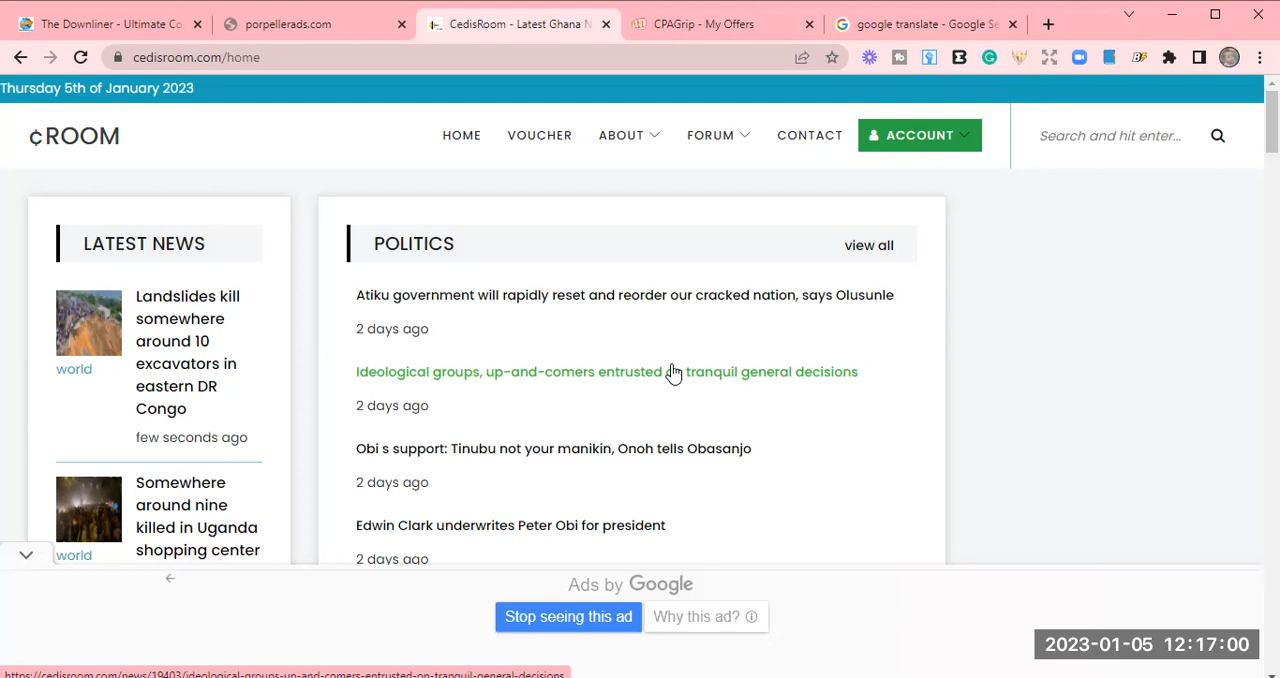 The Downliner - Ultimate Co
porpellerads.com
CedisRoom - Latest Ghana N
CPAGrip - My Offers
google translate - Google Se
cedisroom.com/home
Thursday 5th of January 2023
¢ROOM
HOME
VOUCHER
ABOUT
FORUM
CONTACT
ACCOUNT
Search and hit enter...
LATEST NEWS
Landslides kill
somewhere
around 10
excavators in
eastern DR
Congo
few seconds ago
world
Somewhere
around nine
killed in Uganda
shopping center
world
POLITICS
view all
Atiku government will rapidly reset and reorder our cracked nation, says Olusunle
2 days ago
Ideological groups, up-and-comers entrusted tranquil general decisions
2 days ago
Obi s support: Tinubu not your manikin, Onoh tells Obasanjo
2 days ago
Edwin Clark underwrites Peter Obi for president
2 days ago
Ads by Google
Stop seeing this ad
Why this ad?
2023-01-05 12:17:00
https://cedisroom.com/news/19403/ideological-groups-up-and-comers-entrusted-on-tranquil-general-decisions